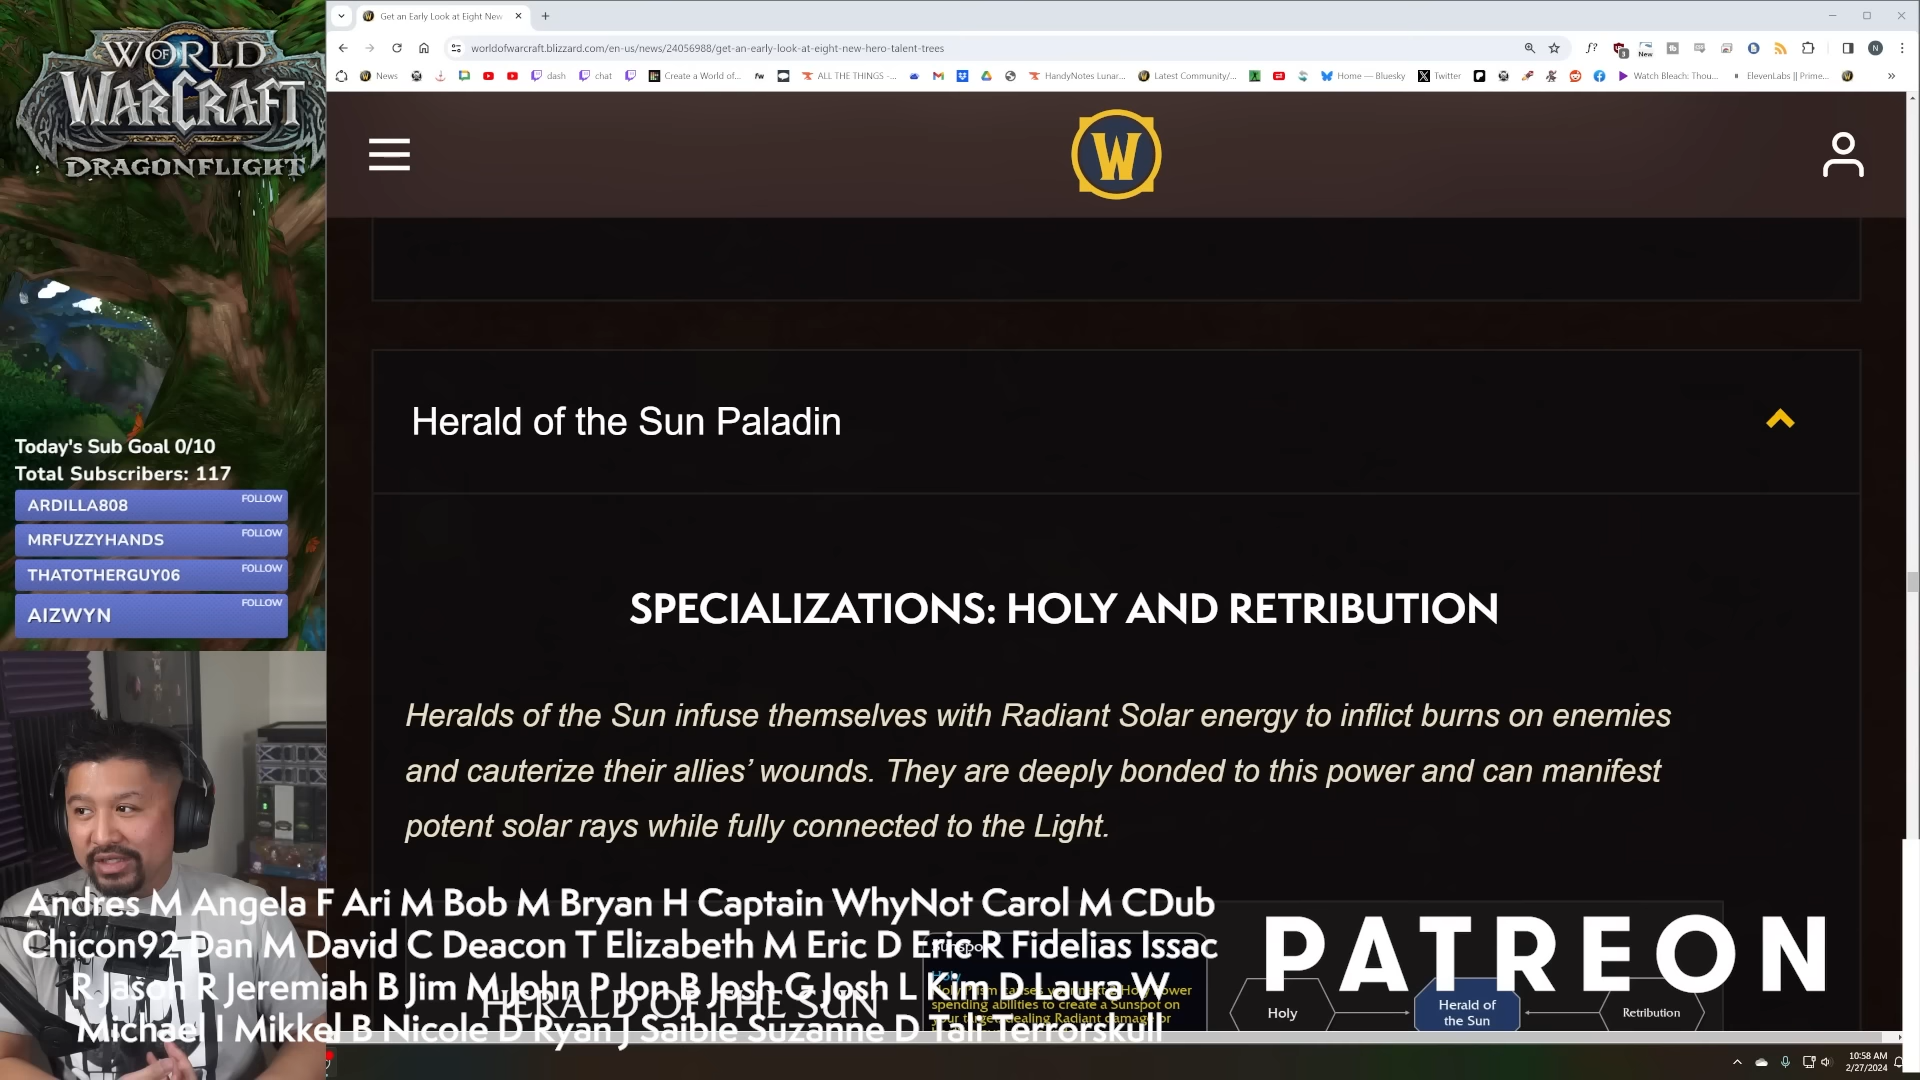 WORLD
OF
WARCRAFT
DRAGONFLIGHT
Today's Sub Goal 0/10
Total Subscribers: 117
ARDILLA808 FOLLOW
MRFUZZYHANDS FOLLOW
THATOTHERGUY06 FOLLOW
AIZWYN FOLLOW
Get an Early Look at Eight New
worldofwarcraft.blizzard.com/en-us/news/24056988/get-an-early-look-at-eight-new-hero-talent-trees
News dash chat Create a World of... fw ALL THE THINGS -... HandyNotes Lunar... Latest Community/... Home — Bluesky Twitter Watch Bleach: Thou... ElevenLabs || Prime...
W
Herald of the Sun Paladin
SPECIALIZATIONS: HOLY AND RETRIBUTION
Heralds of the Sun infuse themselves with Radiant Solar energy to inflict burns on enemies
and cauterize their allies’ wounds. They are deeply bonded to this power and can manifest
potent solar rays while fully connected to the Light.
HERALD OF THE SUN
Holy
Herald of
the Sun
Retribution
Andres M Angela F Ari M Bob M Bryan H Captain WhyNot Carol M CDub
Chicon92 Dan M David C Deacon T Elizabeth M Eric D Eric R Fidelias Issac
R Jason R Jeremiah B Jim M John P Jon B Josh G Josh L Kim D Laura W
Michael I Mikkel B Nicole D Ryan J Saible Suzanne D Tali Terrorskull
PATREON
10:58 AM
2/27/2024